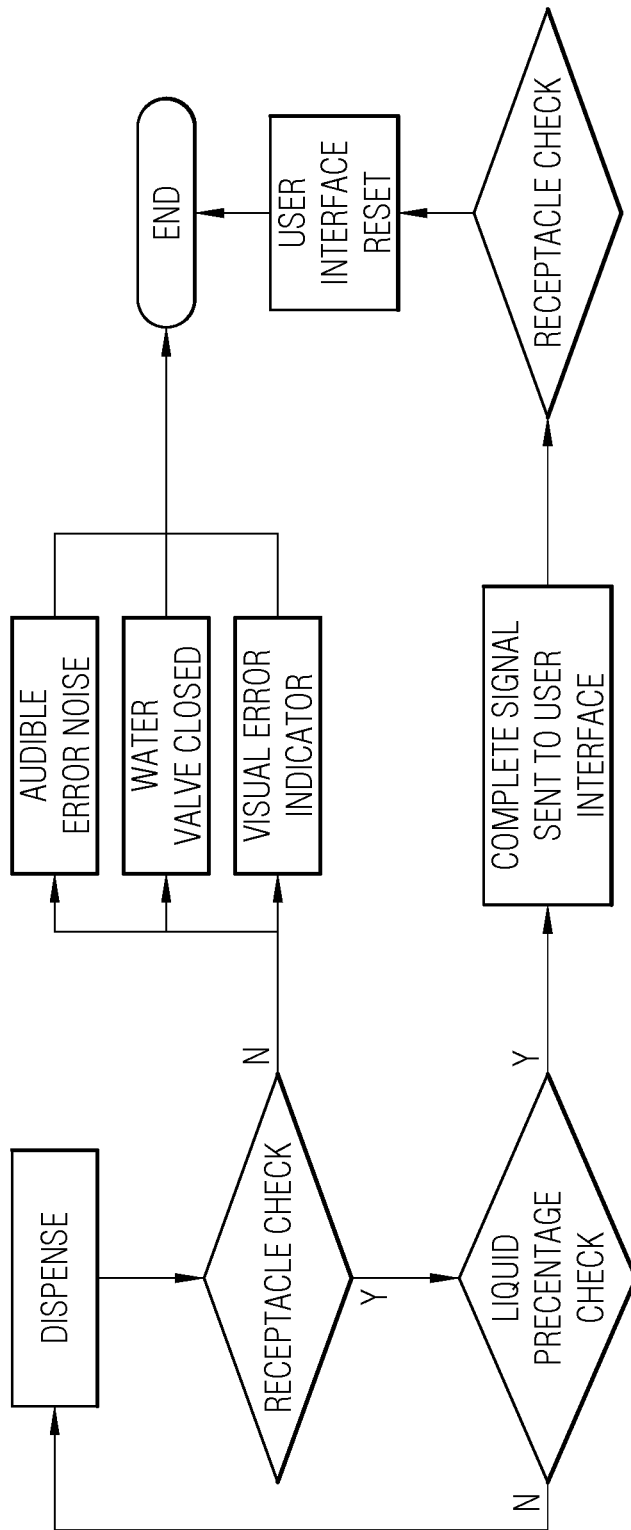 DISPENSE
RECEPTACLE CHECK
N
Y
LIQUID
PRECENTAGE
CHECK
N
Y
AUDIBLE
ERROR NOISE
WATER
VALVE CLOSED
VISUAL ERROR
INDICATOR
COMPLETE SIGNAL
SENT TO USER
INTERFACE
END
USER
INTERFACE
RESET
RECEPTACLE CHECK